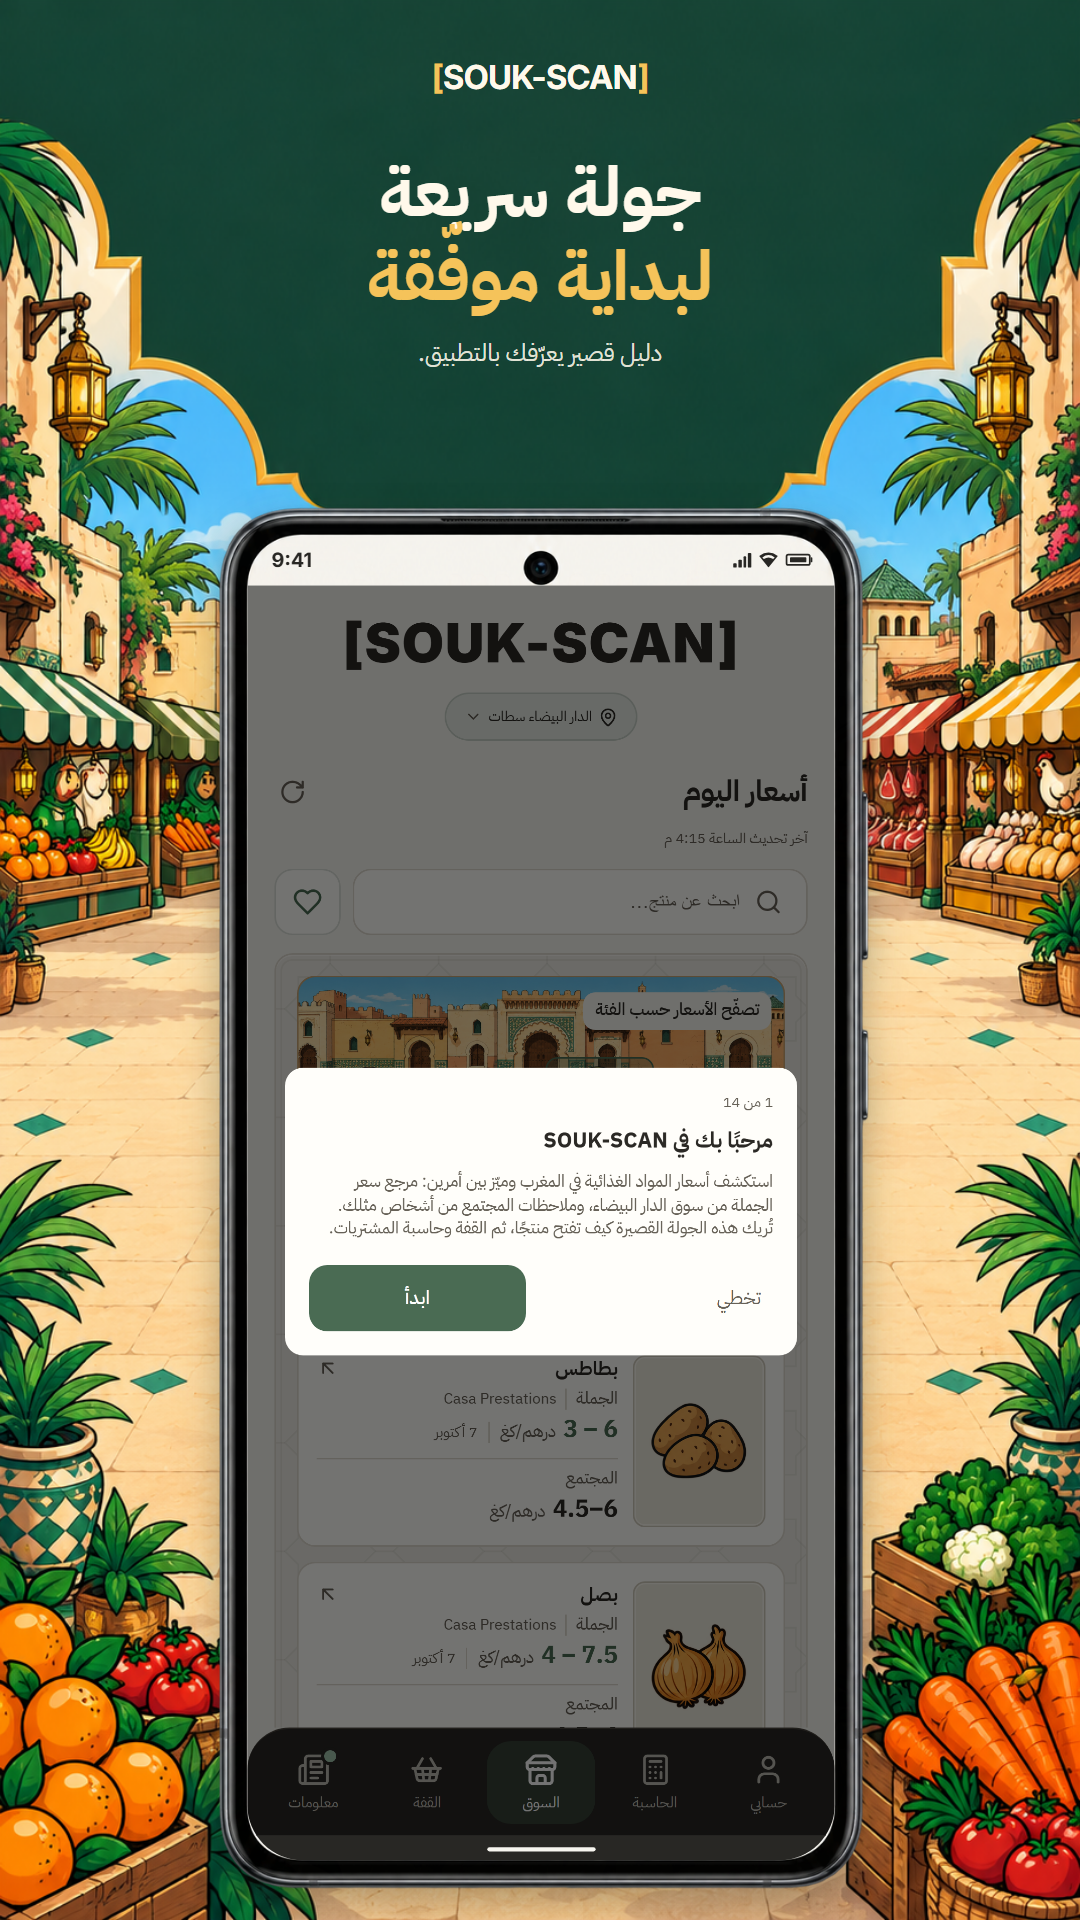 [SOUK-SCAN]
جولة سريعة
لبداية موفّقة
دليل قصير يعرّفك بالتطبيق.
9:41
[SOUK-SCAN]
الدار البيضاء سطات
أسعار اليوم
آخر تحديث الساعة 4:15 م
ابحث عن منتج...
تصفّح الأسعار حسب الفئة
1 من 14
مرحبًا بك في SOUK-SCAN
استكشف أسعار المواد الغذائية في المغرب وميّز بين أمرين: مرجع سعر
الجملة من سوق الدار البيضاء، وملاحظات المجتمع من أشخاص مثلك.
تُريك هذه الجولة القصيرة كيف تفتح منتجًا، ثم القفة وحاسبة المشتريات.
تخطي
ابدأ
بطاطس
الجملة | Casa Prestations
3 – 6 درهم/كغ | 7 أكتوبر
المجتمع
4.5–6 درهم/كغ
بصل
الجملة | Casa Prestations
4 – 7.5 درهم/كغ | 7 أكتوبر
المجتمع
حسابي
الحاسبة
السوق
القفة
معلومات